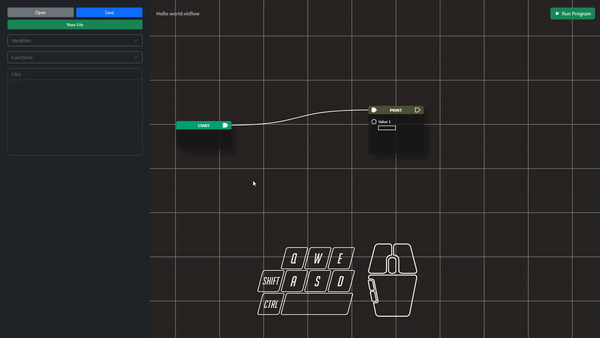 Open
Save
New File
Variables
Functions
Files
Hello world.visflow
Run Program
START
PRINT
Value 1
Q W E
SHIFT A S D
CTRL